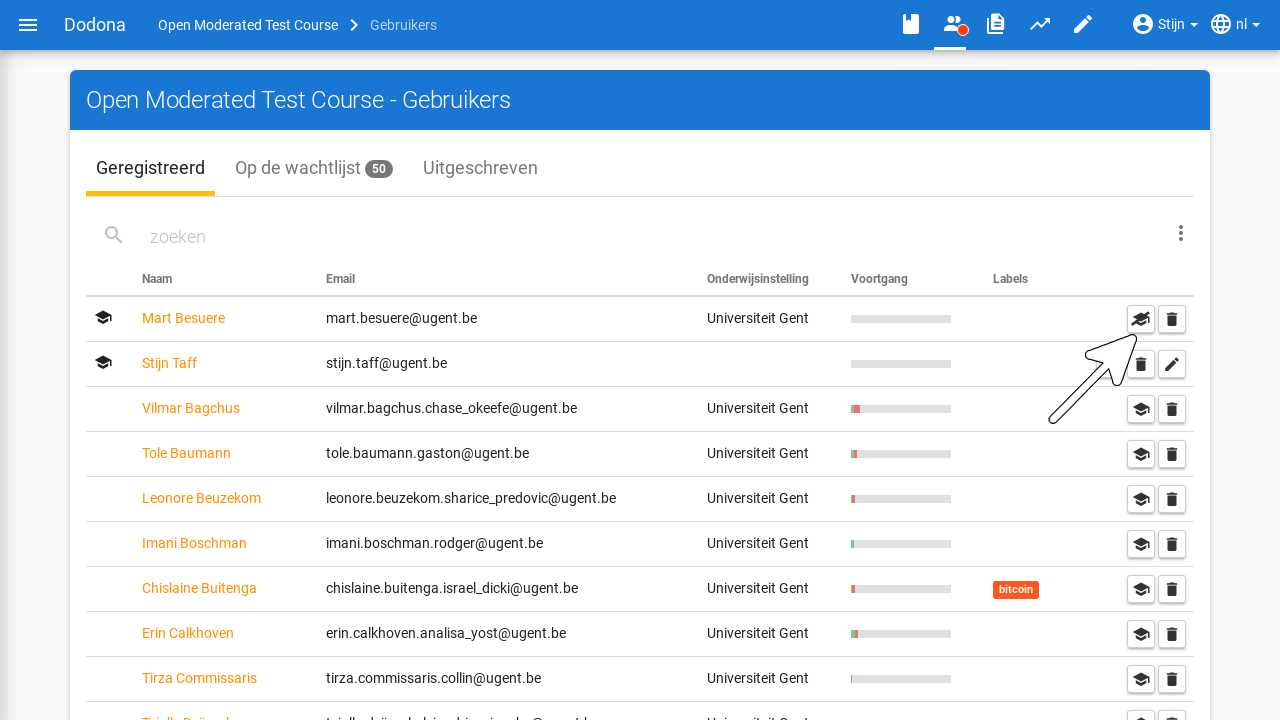 Dodona Open Moderated Test Course Gebruikers Stijn nl
Open Moderated Test Course - Gebruikers
Geregistreerd Op de wachtlijst 50 Uitgeschreven
zoeken
Naam Email Onderwijsinstelling Voortgang Labels
Mart Besuere mart.besuere@ugent.be Universiteit Gent
Stijn Taff stijn.taff@ugent.be
Vilmar Bagchus vilmar.bagchus.chase_okeefe@ugent.be Universiteit Gent
Tole Baumann tole.baumann.gaston@ugent.be Universiteit Gent
Leonore Beuzekom leonore.beuzekom.sharice_predovic@ugent.be Universiteit Gent
Imani Boschman imani.boschman.rodger@ugent.be Universiteit Gent
Chislaine Buitenga chislaine.buitenga.israel_dicki@ugent.be Universiteit Gent bitcoin
Erin Calkhoven erin.calkhoven.analisa_yost@ugent.be Universiteit Gent
Tirza Commissaris tirza.commissaris.collin@ugent.be Universiteit Gent